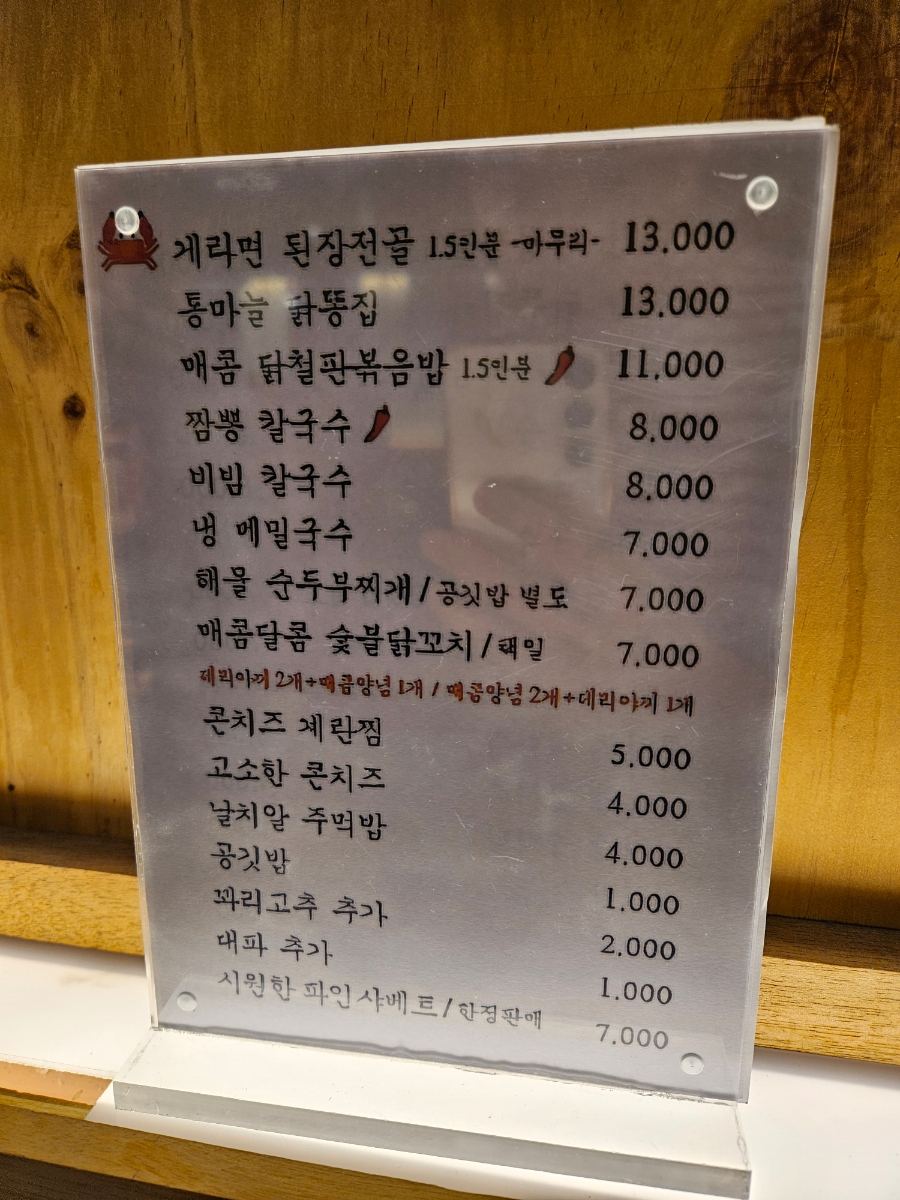 게라면 된장전골 1.5인분 -마무리- 13.000
통마늘 닭똥집 13.000
매콤 닭철판볶음밥 1.5인분 11.000
짬뽕 칼국수 8.000
비빔 칼국수 8.000
냉 메밀국수 7.000
해물 순두부찌개/공깃밥 별도 7.000
매콤달콤 숯불닭꼬치/택일 7.000
데리야끼 2개+매콤양념 1개 / 매콤양념 2개+데리야끼 1개
콘치즈 계란찜 5.000
고소한 콘치즈 4.000
날치알 주먹밥 4.000
공깃밥 1.000
꽈리고추 추가 2.000
대파 추가 1.000
시원한 파인샤베트/한정판매 7.000